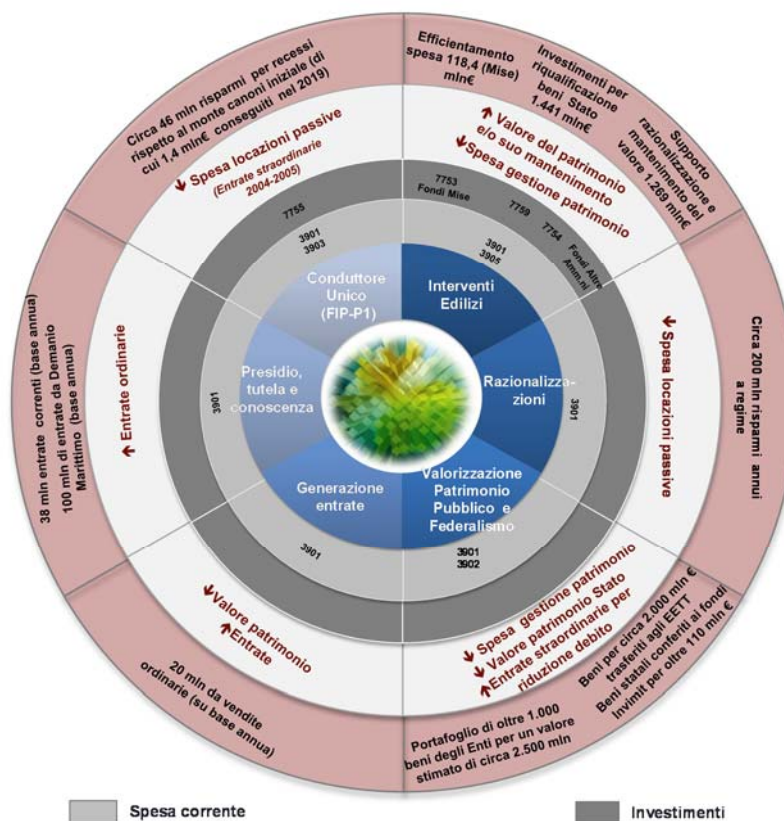 Circa 46 mln risparmi per recessi
rispetto al monte canoni iniziale (di
cui 1,4 mln€ conseguiti nel 2019)
Efficientamento
spesa 118,4 (Mise)
mln€
Investimenti per
riqualificazione
beni Stato
1.441 mln€
Supporto
razionalizzazione e
mantenimento del
valore 1.269 mln€
↓ Spesa locazioni passive
(Entrate straordinarie
2004-2005)
↑ Valore del patrimonio
e/o suo mantenimento
↓ Spesa gestione patrimonio
7755
7753
Fondi Mise
7759
7754
Fondi Altre
Amm.ni
3901
3903
3901
3905
Conduttore
Unico
(FIP-P1)
Interventi
Edilizi
Presidio,
tutela e
conoscenza
Razionalizza-
zioni
Generazione
entrate
Valorizzazione
Patrimonio
Pubblico e
Federalismo
3901
3901
3901
3901
3902
38 mln entrate correnti (base annua)
100 mln di entrate da Demanio
Marittimo (base annua)
↑ Entrate ordinarie
↓ Spesa locazioni passive
Circa 200 mln risparmi annui
a regime
↓ Valore patrimonio
↑ Entrate
↓ Spesa gestione patrimonio
↓ Valore patrimonio Stato
↑ Entrate straordinarie per
riduzione debito
20 mln da vendite
ordinarie (su base annua)
Beni per circa 2.000 mln €
trasferiti agli EETT
Beni statali conferiti ai fondi
Invimit per oltre 110 mln €
Portafoglio di oltre 1.000
beni degli Enti per un valore
stimato di circa 2.500 mln
Spesa corrente
Investimenti